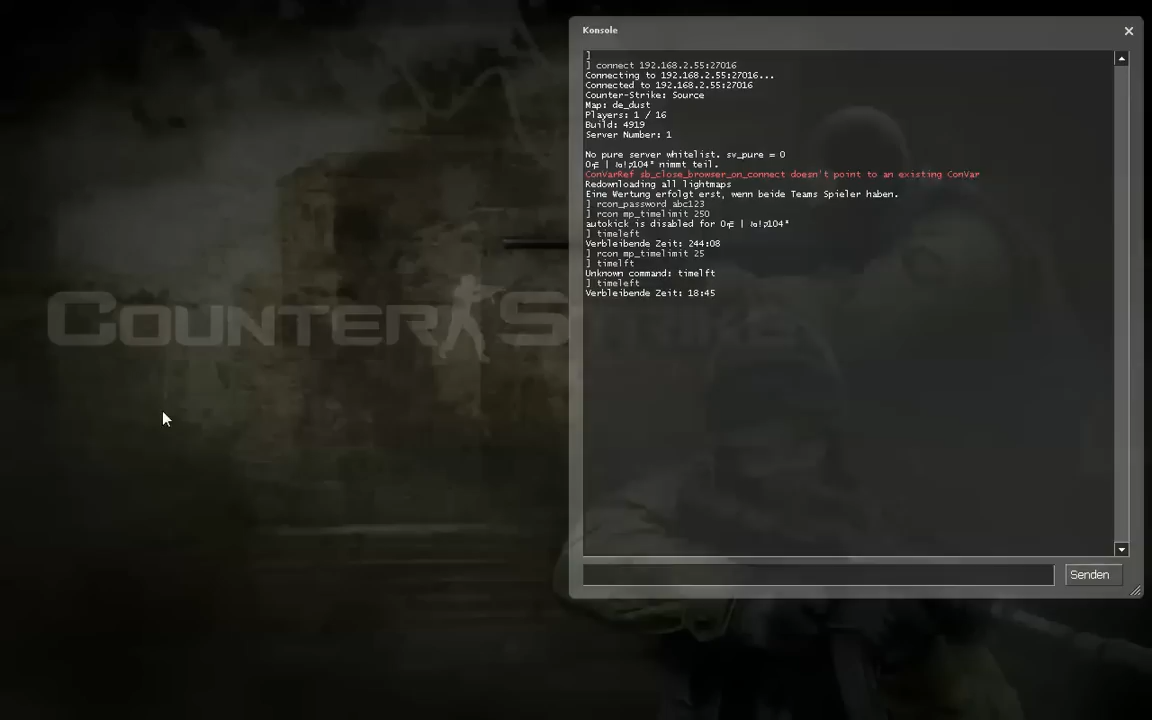 Konsole
]
] connect 192.168.2.55:27016
Connecting to 192.168.2.55:27016...
Connected to 192.168.2.55:27016
Counter-Strike: Source
Map: de_dust
Players: 1 / 16
Build: 4919
Server Number: 1
No pure server whitelist. sv_pure = 0
nimmt teil.
ConVarRef sb_close_browser_on_connect doesn't point to an existing ConVar
Redownloading all lightmaps
Eine Wertung erfolgt erst, wenn beide Teams Spieler haben.
] rcon_password abc123
] rcon mp_timelimit 250
autokick is disabled for
] timeleft
Verbleibende Zeit: 244:08
] rcon mp_timelimit 25
] timelft
Unknown command: timelft
] timeleft
Verbleibende Zeit: 18:45
COUNTER STRIKE
Senden